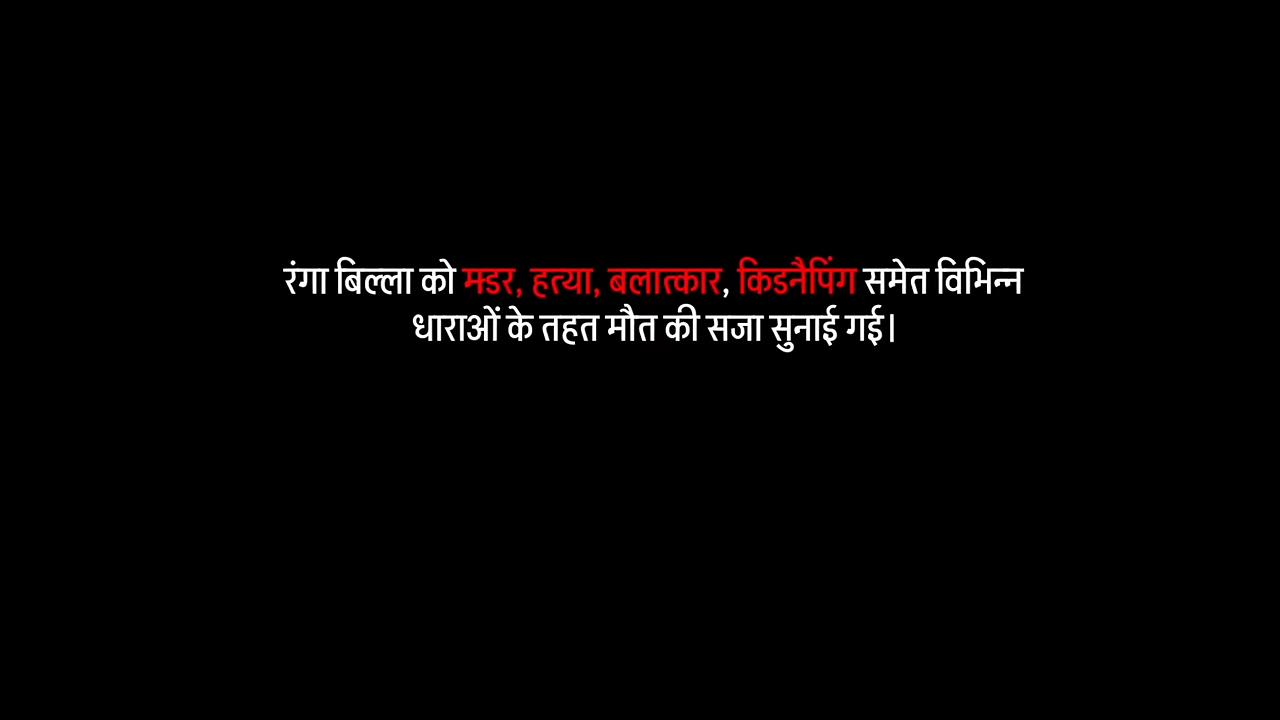 रंगा बिल्ला को मडर, हत्या, बलात्कार, किडनैपिंग समेत विभिन्न
धाराओं के तहत मौत की सजा सुनाई गई।